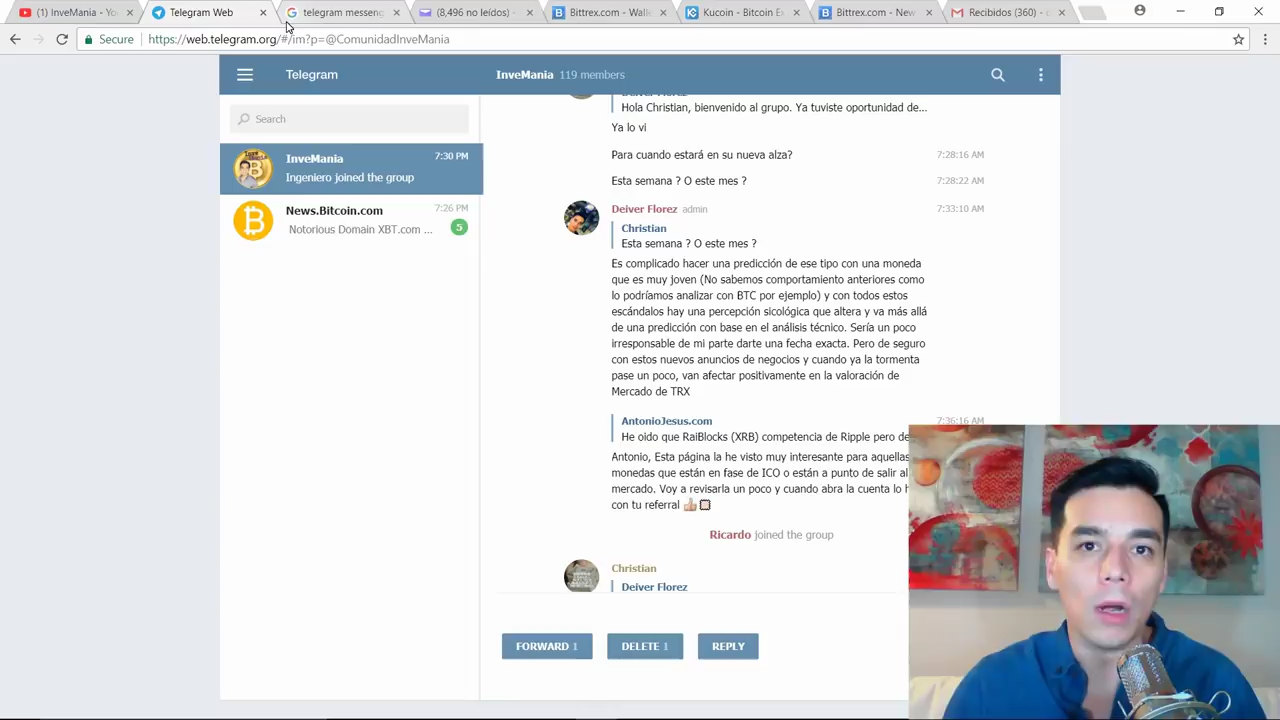 (1) InveMania - You
Telegram Web
telegram messeng
(8,496 no leídos)
Bittrex.com - Walle
Kucoin - Bitcoin Ex
Bittrex.com - New
Recibidos (360) - c
Secure
https://web.telegram.org/#/im?p=@ComunidadInveMania
Telegram
InveMania 119 members
Search
InveMania 7:30 PM
Ingeniero joined the group
News.Bitcoin.com 7:26 PM
Notorious Domain XBT.com ... 5
Hola Christian, bienvenido al grupo. Ya tuviste oportunidad de...
Ya lo vi
Para cuando estará en su nueva alza? 7:28:16 AM
Esta semana ? O este mes ? 7:28:22 AM
Deiver Florez admin 7:33:10 AM
Christian
Esta semana ? O este mes ?
Es complicado hacer una predicción de ese tipo con una moneda
que es muy joven (No sabemos comportamiento anteriores como
lo podríamos analizar con BTC por ejemplo) y con todos estos
escándalos hay una percepción sicológica que altera y va más allá
de una predicción con base en el análisis técnico. Sería un poco
irresponsable de mi parte darte una fecha exacta. Pero de seguro
con estos nuevos anuncios de negocios y cuando ya la tormenta
pase un poco, van afectar positivamente en la valoración de
Mercado de TRX
AntonioJesus.com 7:36:16 AM
He oido que RaiBlocks (XRB) competencia de Ripple pero de
Antonio, Esta página la he visto muy interesante para aquellas
monedas que están en fase de ICO o están a punto de salir al
mercado. Voy a revisarla un poco y cuando abra la cuenta lo h
con tu referral
Ricardo joined the group
Christian
Deiver Florez
FORWARD 1
DELETE 1
REPLY